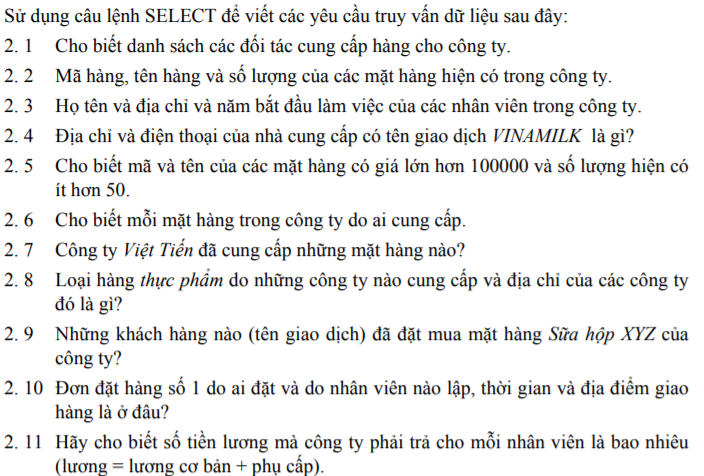 Sử dụng câu lệnh SELECT để viết các yêu cầu truy vấn dữ liệu sau đây:
2. 1 Cho biết danh sách các đối tác cung cấp hàng cho công ty.
2. 2 Mã hàng, tên hàng và số lượng của các mặt hàng hiện có trong công ty.
2. 3 Họ tên và địa chỉ và năm bắt đầu làm việc của các nhân viên trong công ty.
2. 4 Địa chỉ và điện thoại của nhà cung cấp có tên giao dịch VINAMILK là gì?
2. 5 Cho biết mã và tên của các mặt hàng có giá lớn hơn 100000 và số lượng hiện có
ít hơn 50.
2. 6 Cho biết mỗi mặt hàng trong công ty do ai cung cấp.
2. 7 Công ty Việt Tiến đã cung cấp những mặt hàng nào?
2. 8 Loại hàng thực phẩm do những công ty nào cung cấp và địa chỉ của các công ty
đó là gì?
2. 9 Những khách hàng nào (tên giao dịch) đã đặt mua mặt hàng Sữa hộp XYZ của
công ty?
2. 10 Đơn đặt hàng số 1 do ai đặt và do nhân viên nào lập, thời gian và địa điểm giao
hàng là ở đâu?
2. 11 Hãy cho biết số tiền lương mà công ty phải trả cho mỗi nhân viên là bao nhiêu
(lương = lương cơ bản + phụ cấp).